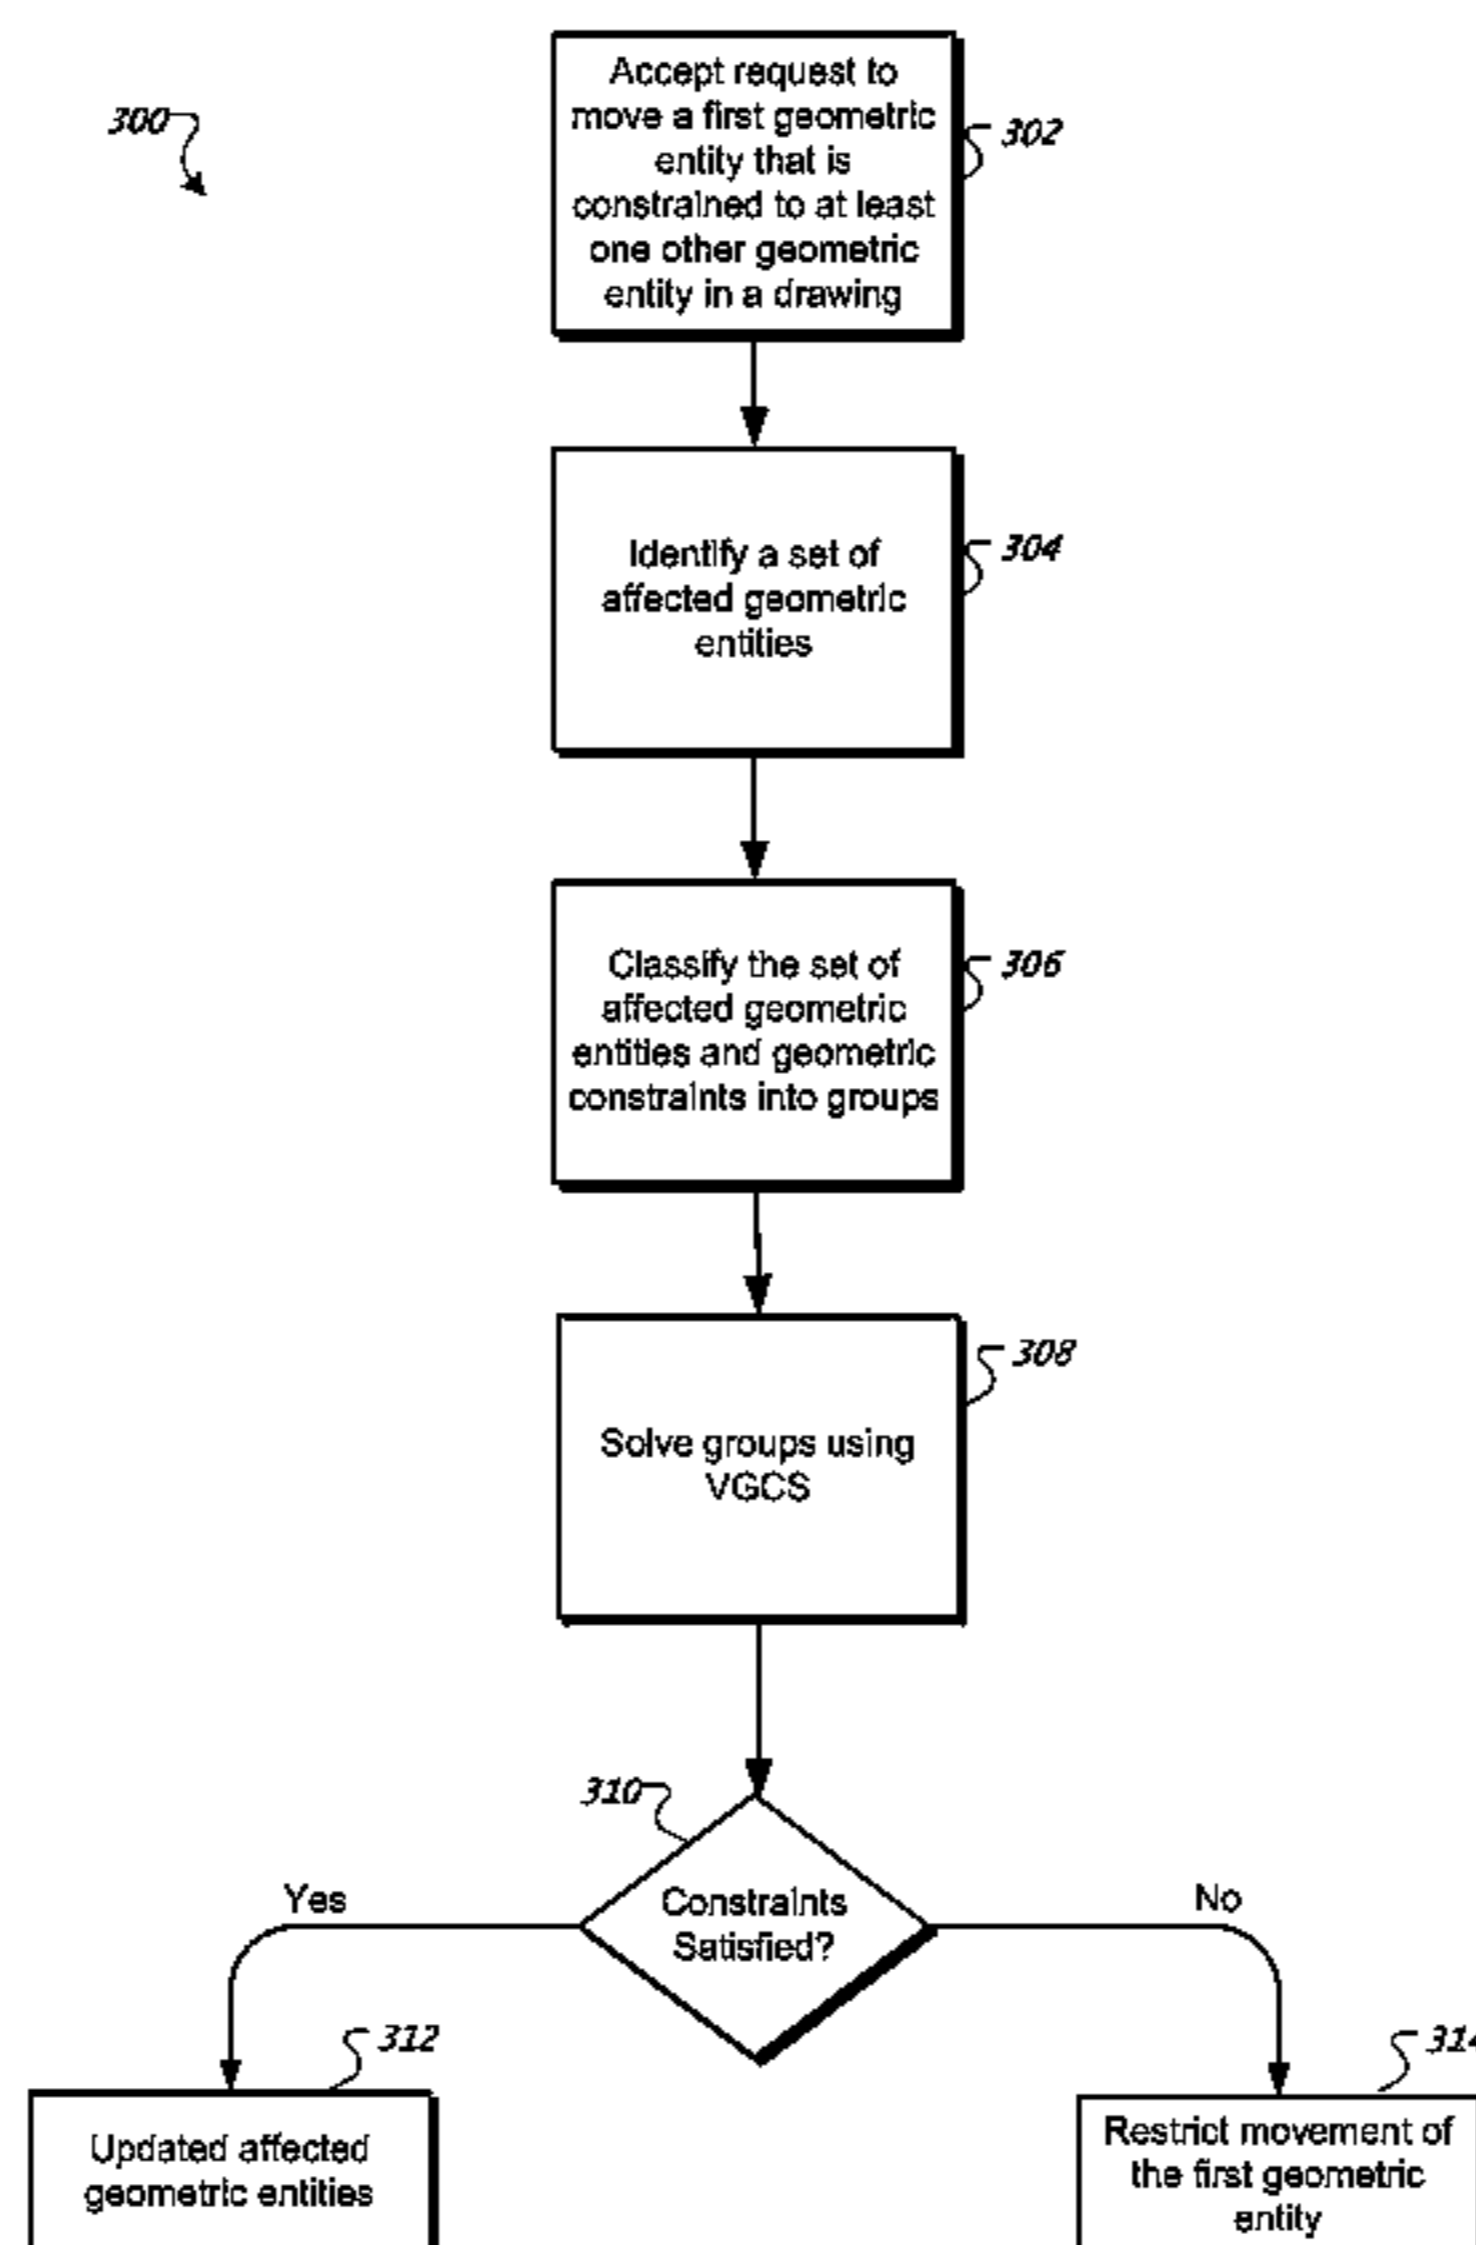 300
Accept request to
move a first geometric
entity that is
constrained to at least
one other geometric
entity in a drawing
302
Identify a set of
affected geometric
entities
304
Classify the set of
affected geometric
entities and geometric
constraints into groups
306
Solve groups using
VGCS
308
310
Constraints
Satisfied?
Yes
No
312
Updated affected
geometric entities
314
Restrict movement of
the first geometric
entity